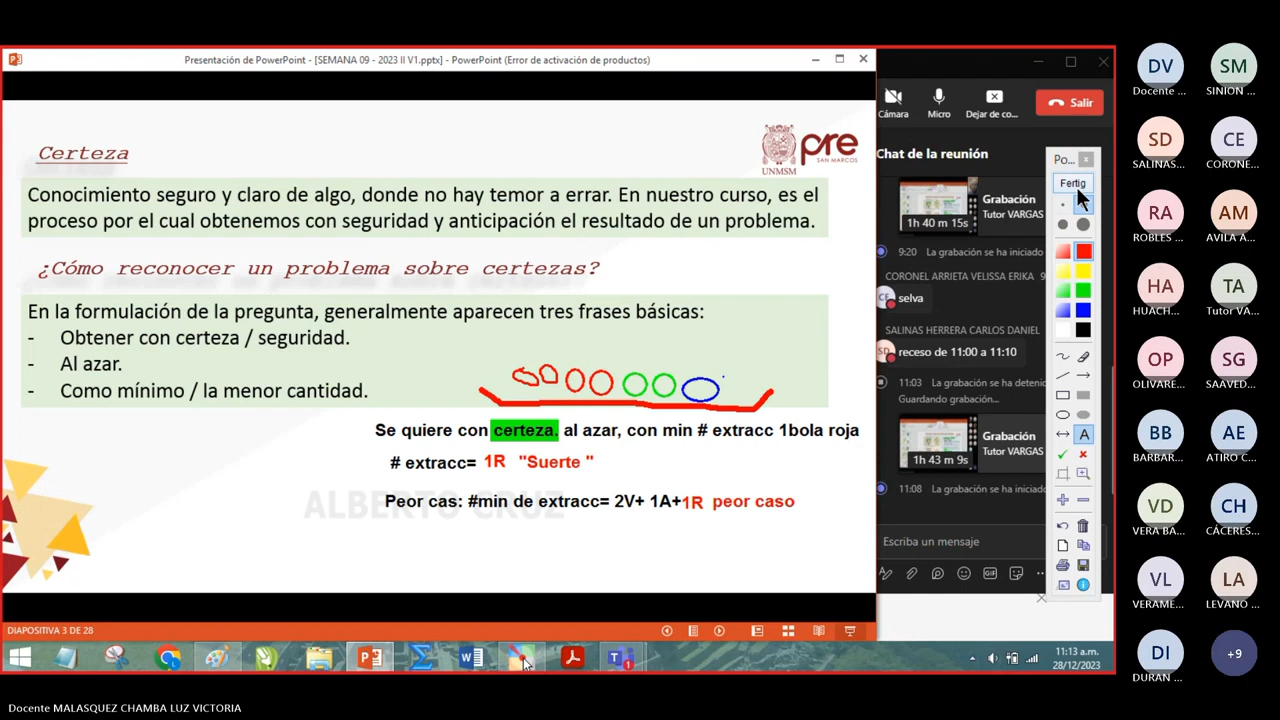 Presentación de PowerPoint - [SEMANA 09 - 2023 II V1.pptx] - PowerPoint (Error de activación de productos)
Certeza
UNMSM
pre
SAN MARCOS
Conocimiento seguro y claro de algo, donde no hay temor a errar. En nuestro curso, es el
proceso por el cual obtenemos con seguridad y anticipación el resultado de un problema.
¿Cómo reconocer un problema sobre certezas?
En la formulación de la pregunta, generalmente aparecen tres frases básicas:
- Obtener con certeza / seguridad.
- Al azar.
- Como mínimo / la menor cantidad.
Se quiere con certeza. al azar, con min # extracc 1bola roja
# extracc= 1R "Suerte "
Peor cas: #min de extracc= 2V+ 1A+1R peor caso
ALBERTO CRUZ
DIAPOSITIVA 3 DE 28
Cámara
Micro
Dejar de co...
Salir
Chat de la reunión
Grabación
Tutor VARGAS
1h 40 m 15s
9:20 La grabación se ha iniciado
CORONEL ARRIETA VELISSA ERIKA 9
CE
selva
SALINAS HERRERA CARLOS DANIEL
SD
receso de 11:00 a 11:10
11:03 La grabación se ha deteni
Guardando grabación...
Grabación
Tutor VARGAS
1h 43 m 9s
11:08 La grabación se ha iniciad
Escriba un mensaje
GIF
Po...
Fertig
A
11:13 a.m.
28/12/2023
DV
Docente ...
SM
SINION ...
SD
SALINAS...
CE
CORONE...
RA
ROBLES ...
AM
AVILA A...
HA
HUACH...
TA
Tutor V...
OP
OLIVARE...
SG
SAAVED...
BB
BARBAR...
AE
ATIRO C...
VD
VERA BA...
CH
CÁCERES...
VL
VERAME...
LA
LEVANO ...
DI
DURAN ...
+9
Docente MALASQUEZ CHAMBA LUZ VICTORIA